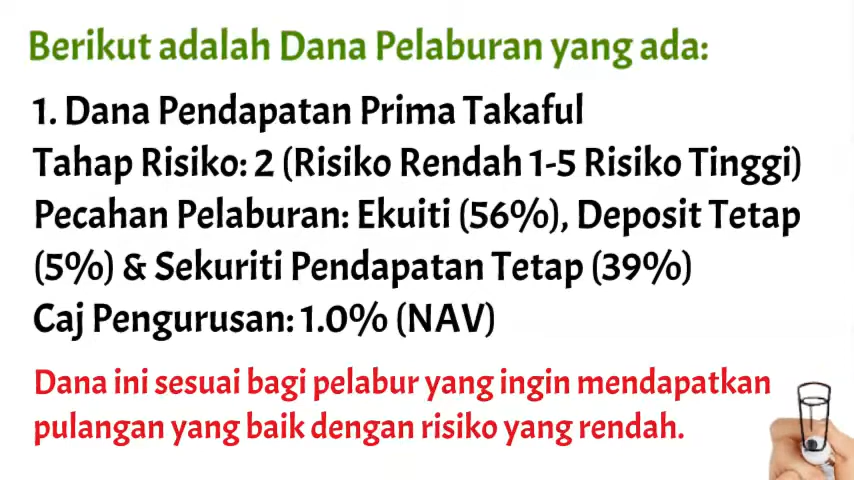 Berikut adalah Dana Pelaburan yang ada:
1. Dana Pendapatan Prima Takaful
Tahap Risiko: 2 (Risiko Rendah 1-5 Risiko Tinggi)
Pecahan Pelaburan: Ekuiti (56%), Deposit Tetap
(5%) & Sekuriti Pendapatan Tetap (39%)
Caj Pengurusan: 1.0% (NAV)
Dana ini sesuai bagi pelabur yang ingin mendapatkan
pulangan yang baik dengan risiko yang rendah.